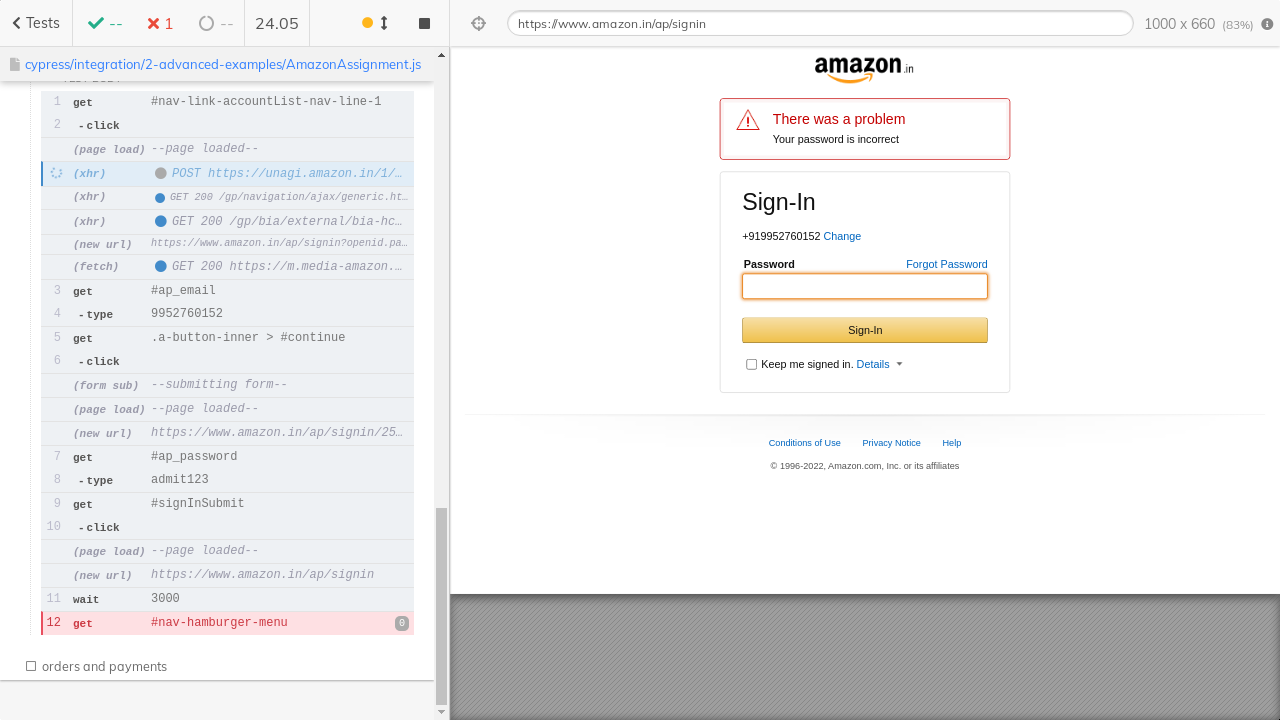 Tests
--
1
--
24.05
https://www.amazon.in/ap/signin
1000 x 660 (83%)
cypress/integration/2-advanced-examples/AmazonAssignment.js
1 get #nav-link-accountList-nav-line-1
2 -click
(page load) --page loaded--
(xhr) POST https://unagi.amazon.in/1/…
(xhr) GET 200 /gp/navigation/ajax/generic.ht…
(xhr) GET 200 /gp/bia/external/bia-hc…
(new url) https://www.amazon.in/ap/signin?openid.pa…
(fetch) GET 200 https://m.media-amazon.…
3 get #ap_email
4 -type 9952760152
5 get .a-button-inner > #continue
6 -click
(form sub) --submitting form--
(page load) --page loaded--
(new url) https://www.amazon.in/ap/signin/25…
7 get #ap_password
8 -type admit123
9 get #signInSubmit
10 -click
(page load) --page loaded--
(new url) https://www.amazon.in/ap/signin
11 wait 3000
12 get #nav-hamburger-menu 0
orders and payments
amazon.in
There was a problem
Your password is incorrect
Sign-In
+919952760152 Change
Password Forgot Password
Sign-In
Keep me signed in. Details
Conditions of Use Privacy Notice Help
© 1996-2022, Amazon.com, Inc. or its affiliates